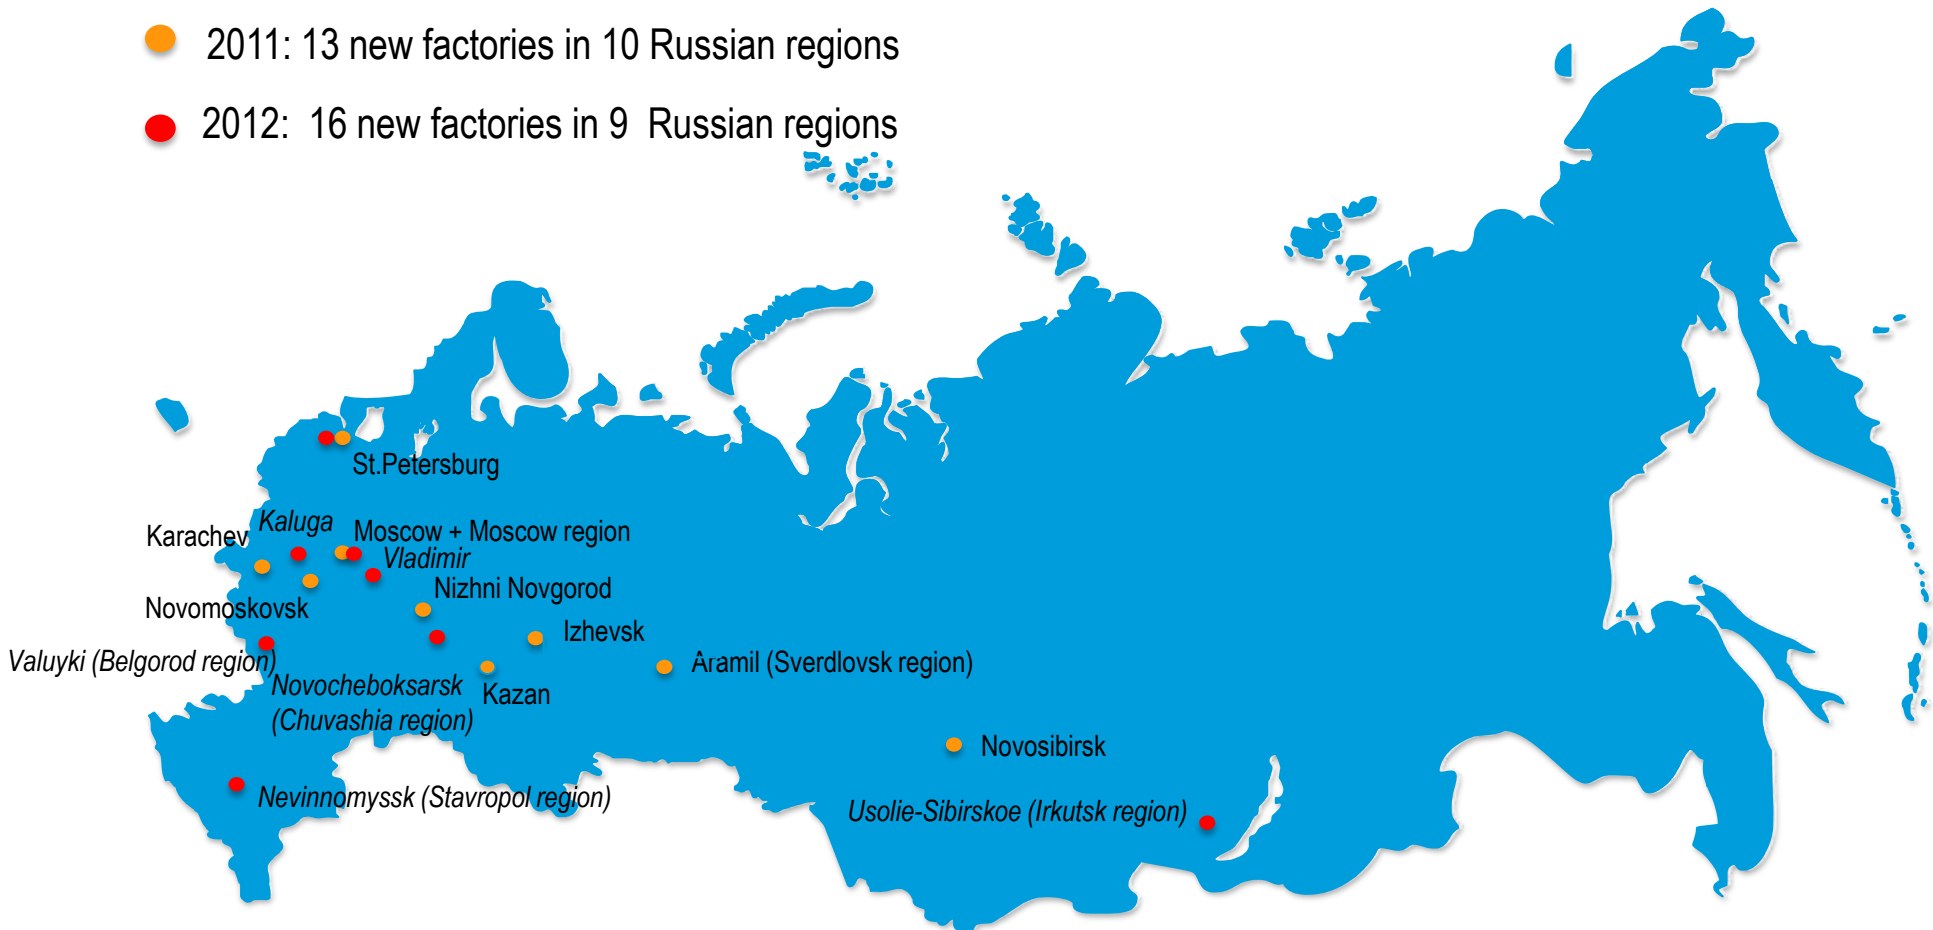 2011: 13 new factories in 10 Russian regions
2012: 16 new factories in 9 Russian regions
St.Petersburg
Kaluga
Karachev
Moscow + Moscow region
Vladimir
Nizhni Novgorod
Novomoskovsk
Izhevsk
Valuyki (Belgorod region)
Aramil (Sverdlovsk region)
Novocheboksarsk
(Chuvashia region)
Kazan
Novosibirsk
Nevinnomyssk (Stavropol region)
Usolie-Sibirskoe (Irkutsk region)